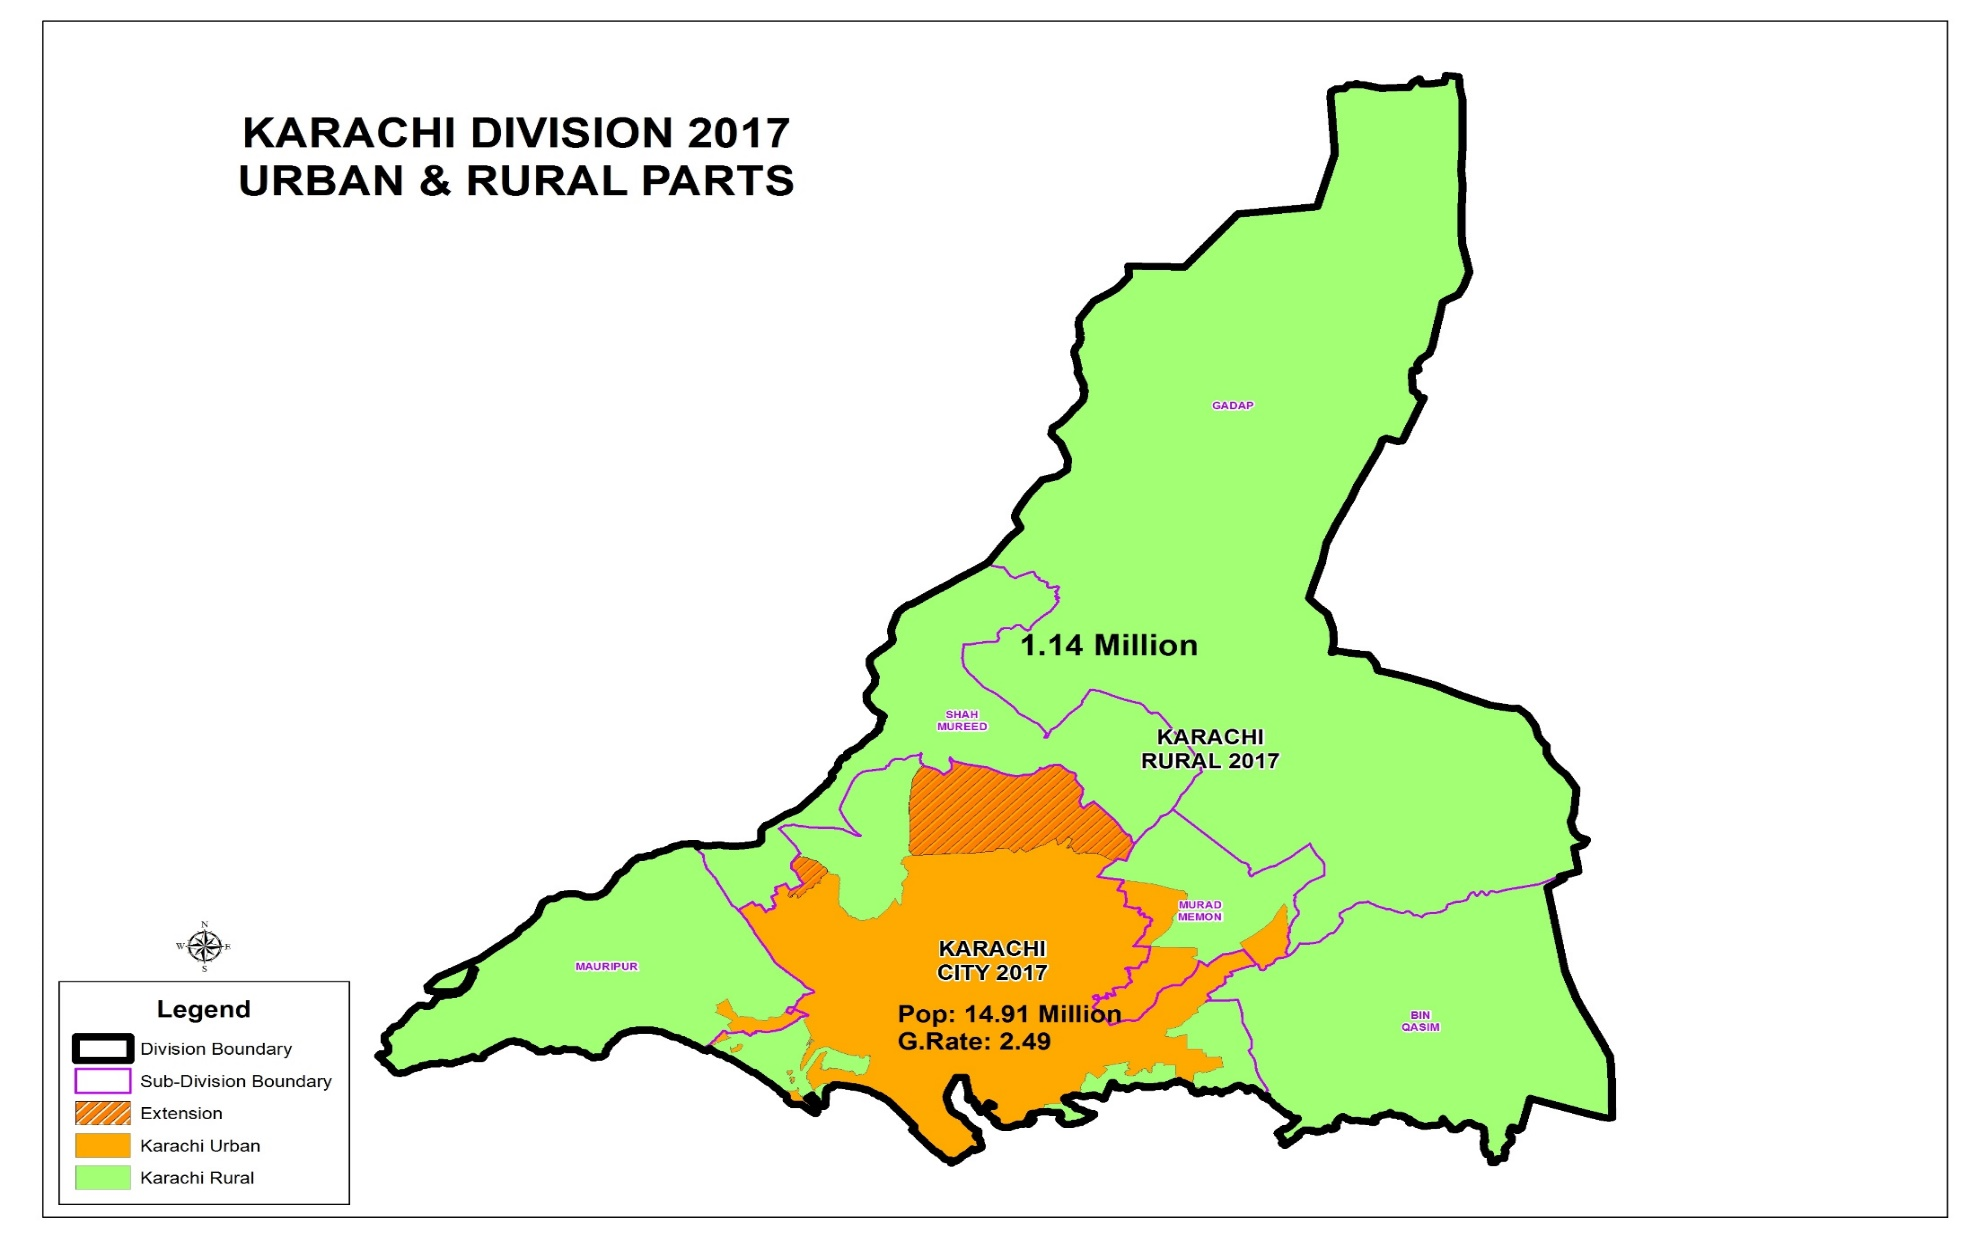 KARACHI DIVISION 2017
URBAN & RURAL PARTS
GADAP
1.14 Million
SHAH
MUREED
KARACHI
RURAL 2017
MURAD
MEMON
KARACHI
CITY 2017
MAURIPUR
Pop: 14.91 Million
G.Rate: 2.49
BIN
QASIM
N
W
E
S
Legend
Division Boundary
Sub-Division Boundary
Extension
Karachi Urban
Karachi Rural